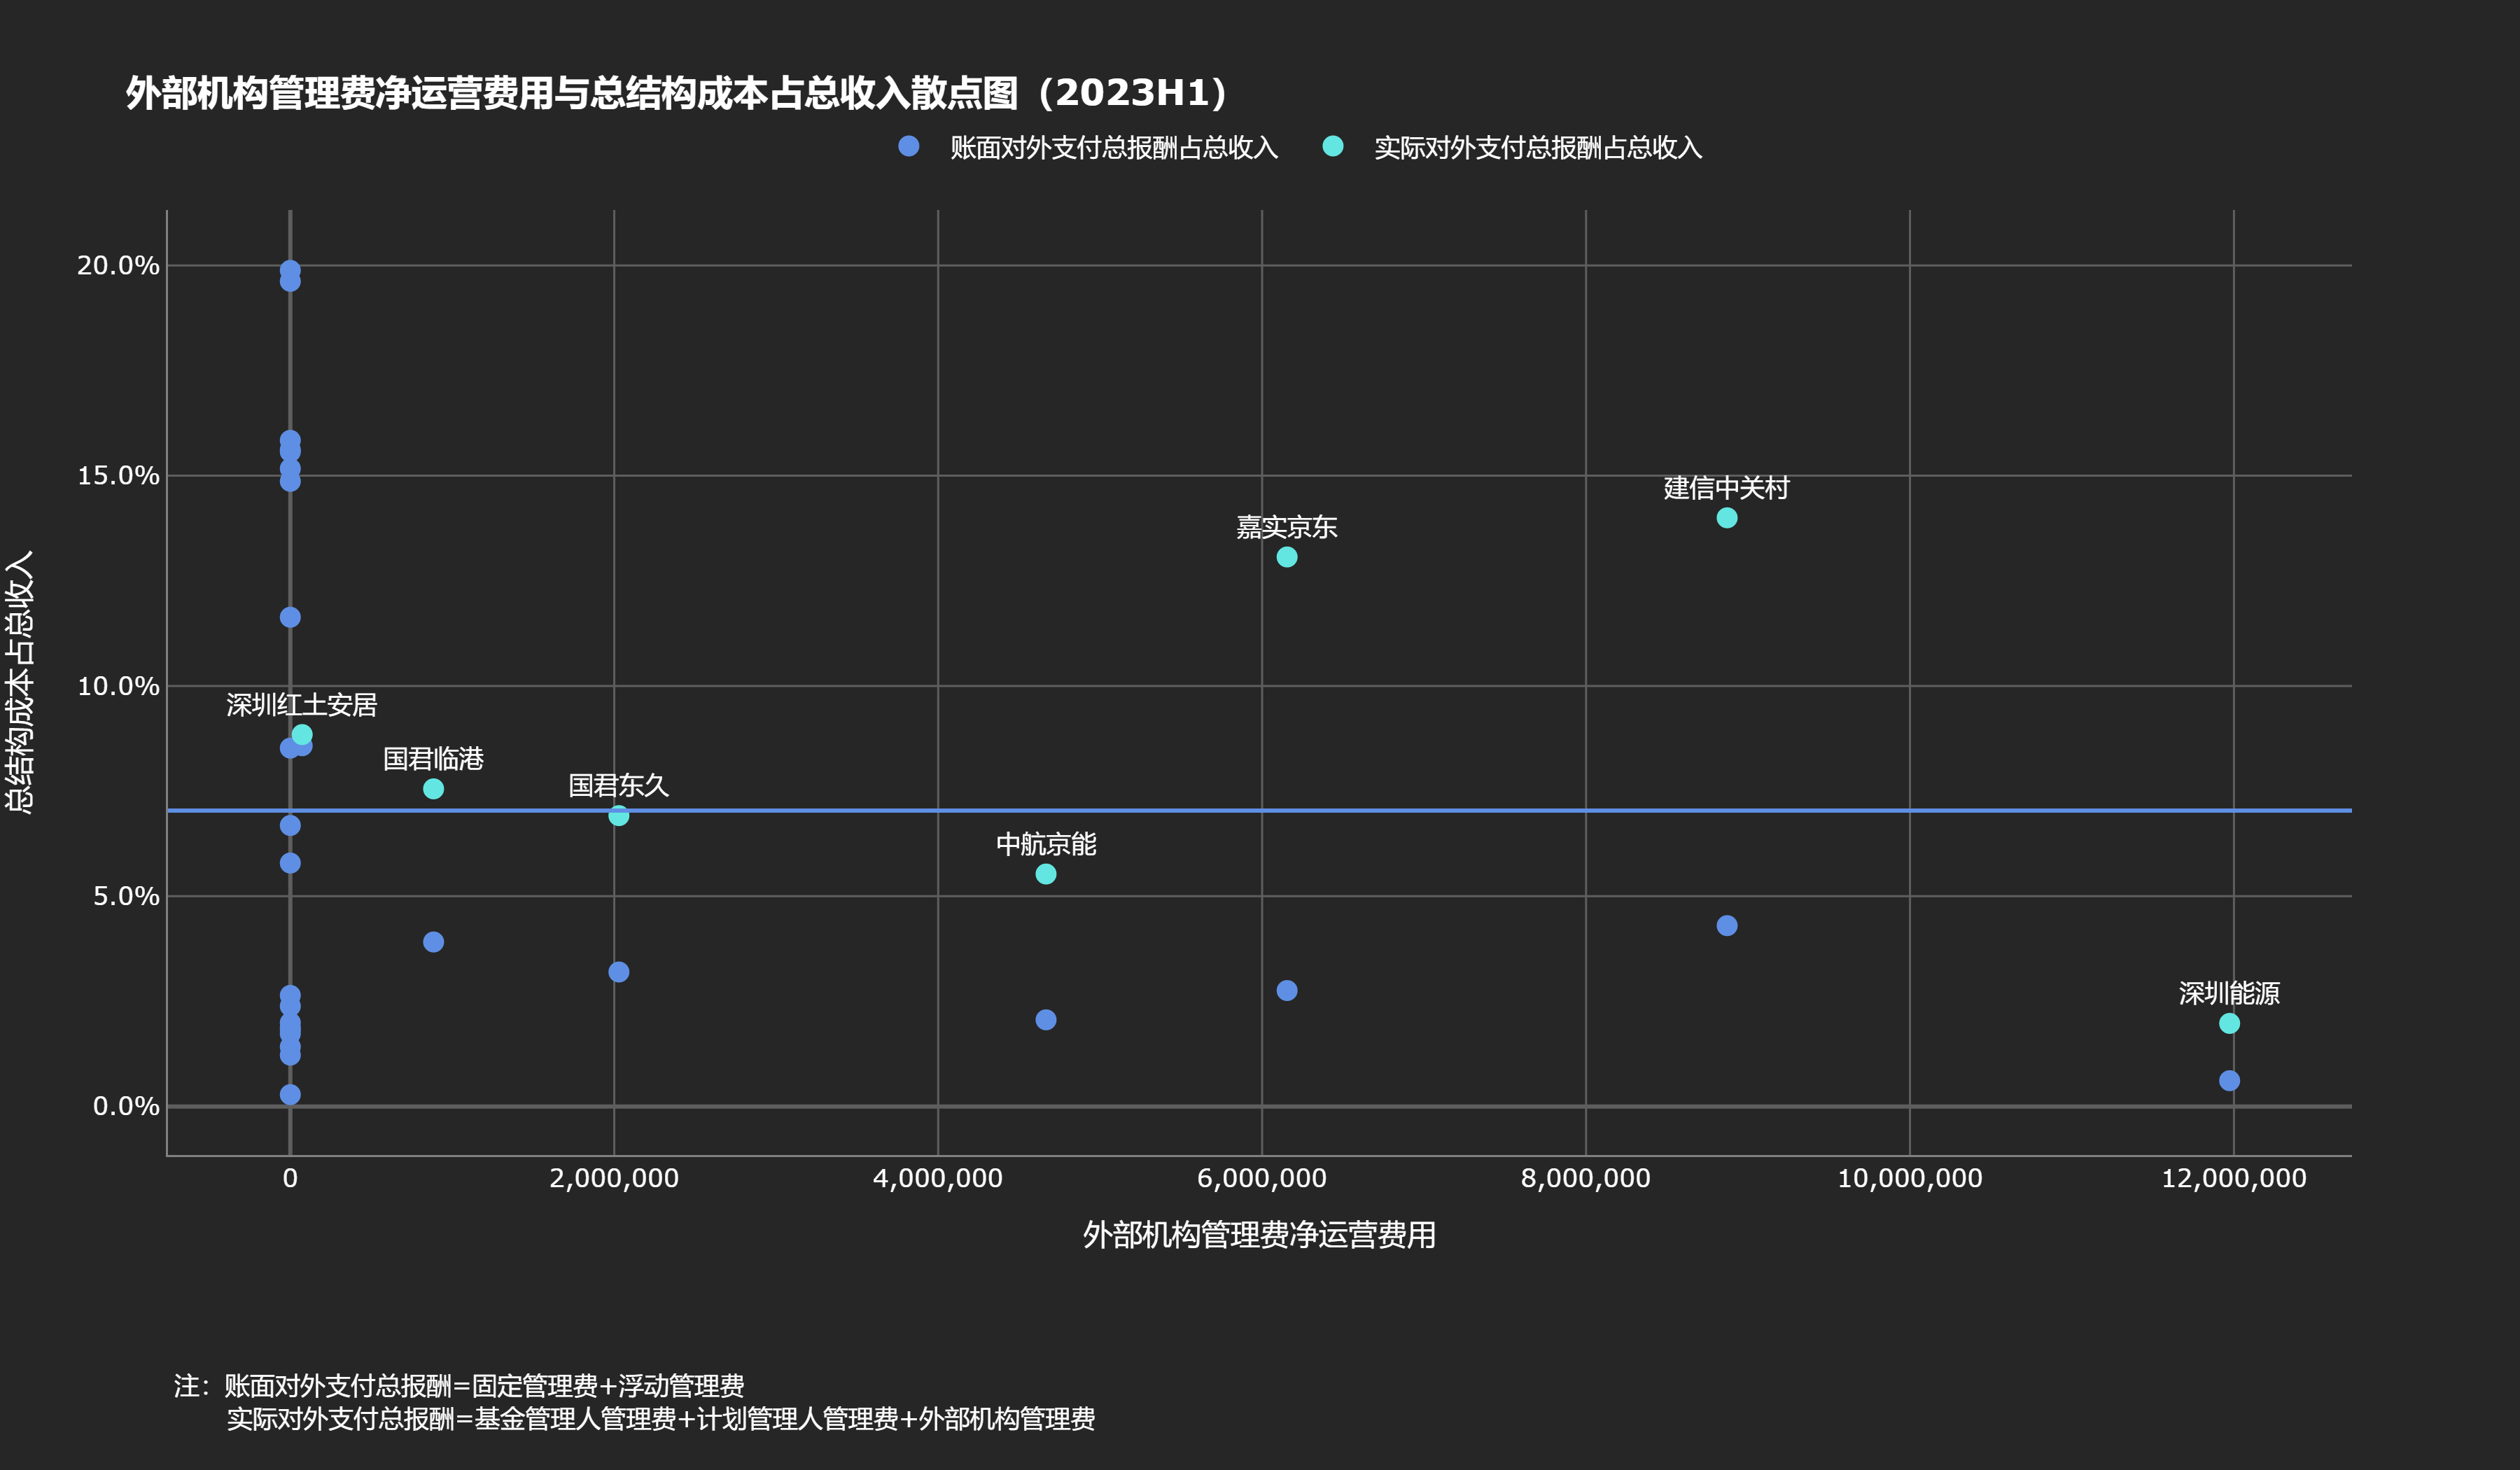 外部机构管理费净运营费用与总结构成本占总收入散点图（2023H1）
账面对外支付总报酬占总收入
实际对外支付总报酬占总收入
总结构成本占总收入
20.0%
15.0%
10.0%
5.0%
0.0%
建信中关村
嘉实京东
深圳红土安居
国君临港
国君东久
中航京能
深圳能源
0
2,000,000
4,000,000
6,000,000
8,000,000
10,000,000
12,000,000
外部机构管理费净运营费用
注：账面对外支付总报酬=固定管理费+浮动管理费
实际对外支付总报酬=基金管理人管理费+计划管理人管理费+外部机构管理费